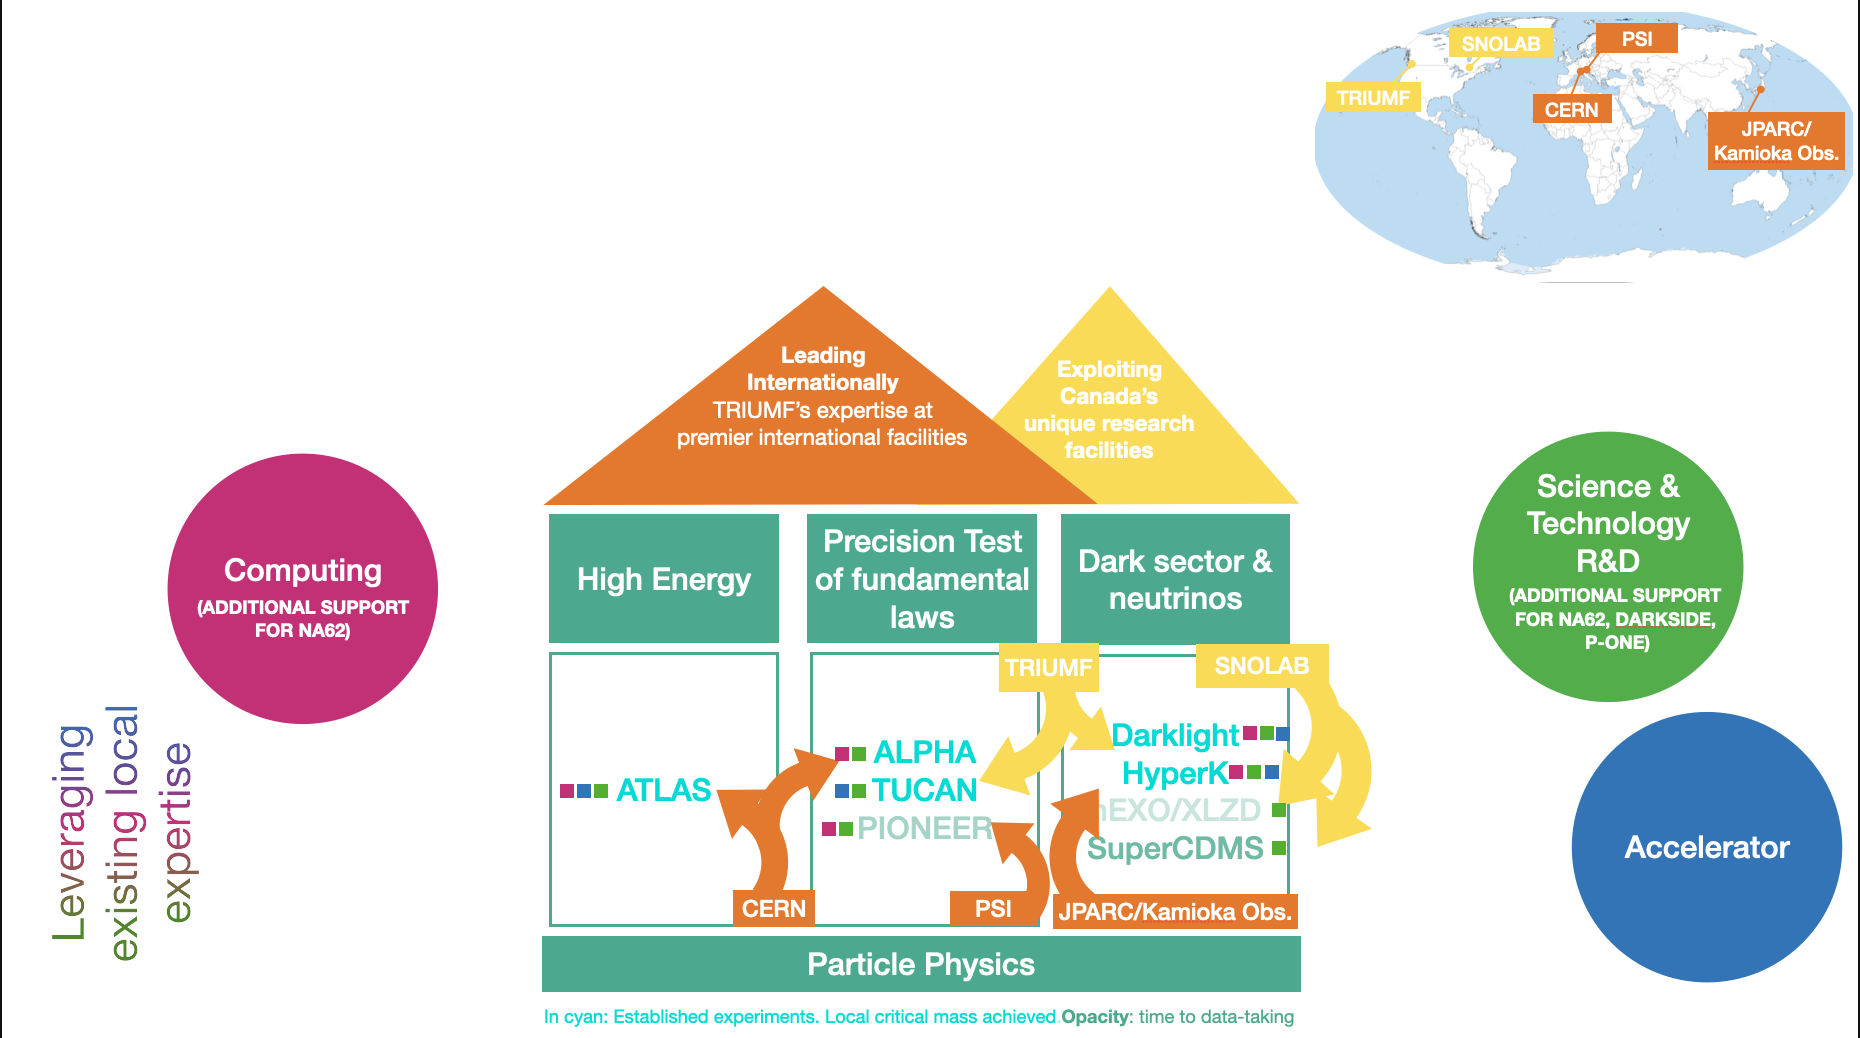 SNOLAB
PSI
TRIUMF
CERN
JPARC/
Kamioka Obs.
Leading
Internationally
TRIUMF's expertise at
premier international facilities
Exploiting
Canada's
unique research
facilities
Computing
(ADDITIONAL SUPPORT
FOR NA62)
High Energy
Precision Test
of fundamental
laws
Dark sector &
neutrinos
Science &
Technology
R&D
(ADDITIONAL SUPPORT
FOR NA62, DARKSIDE,
P-ONE)
TRIUMF
SNOLAB
ATLAS
ALPHA
TUCAN
PIONEER
Darklight
HyperK
nEXO/XLZD
SuperCDMS
CERN
PSI
JPARC/Kamioka Obs.
Leveraging
existing local
expertise
Accelerator
Particle Physics
In cyan: Established experiments. Local critical mass achieved. Opacity: time to data-taking